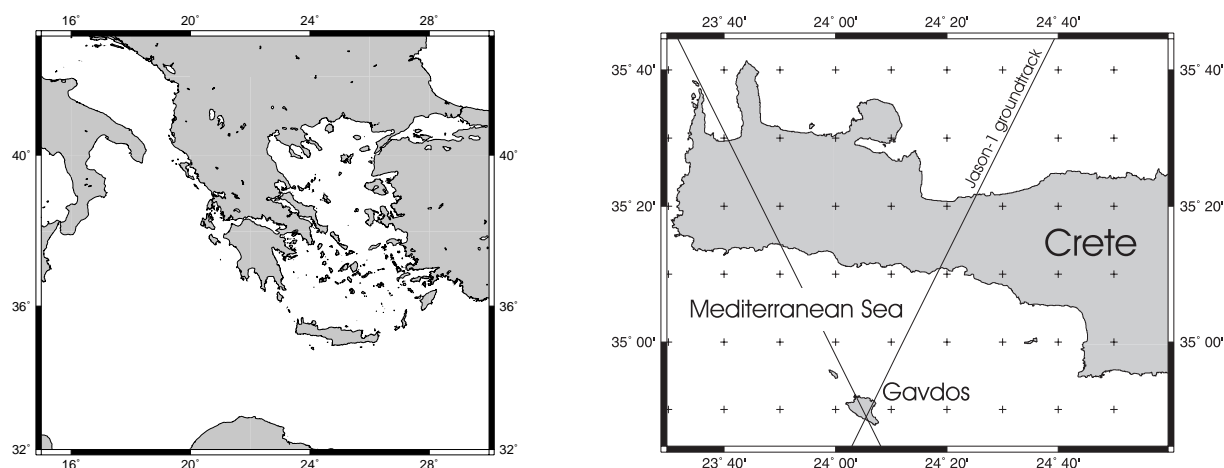 16° 20° 24° 28°
40° 40°
36° 36°
32° 32°
16° 20° 24° 28°
23° 40' 24° 00' 24° 20' 24° 40'
35° 40' 35° 40'
Jason-1 groundtrack
35° 20' 35° 20'
Crete
Mediterranean Sea
35° 00' 35° 00'
Gavdos
23° 40' 24° 00' 24° 20' 24° 40'